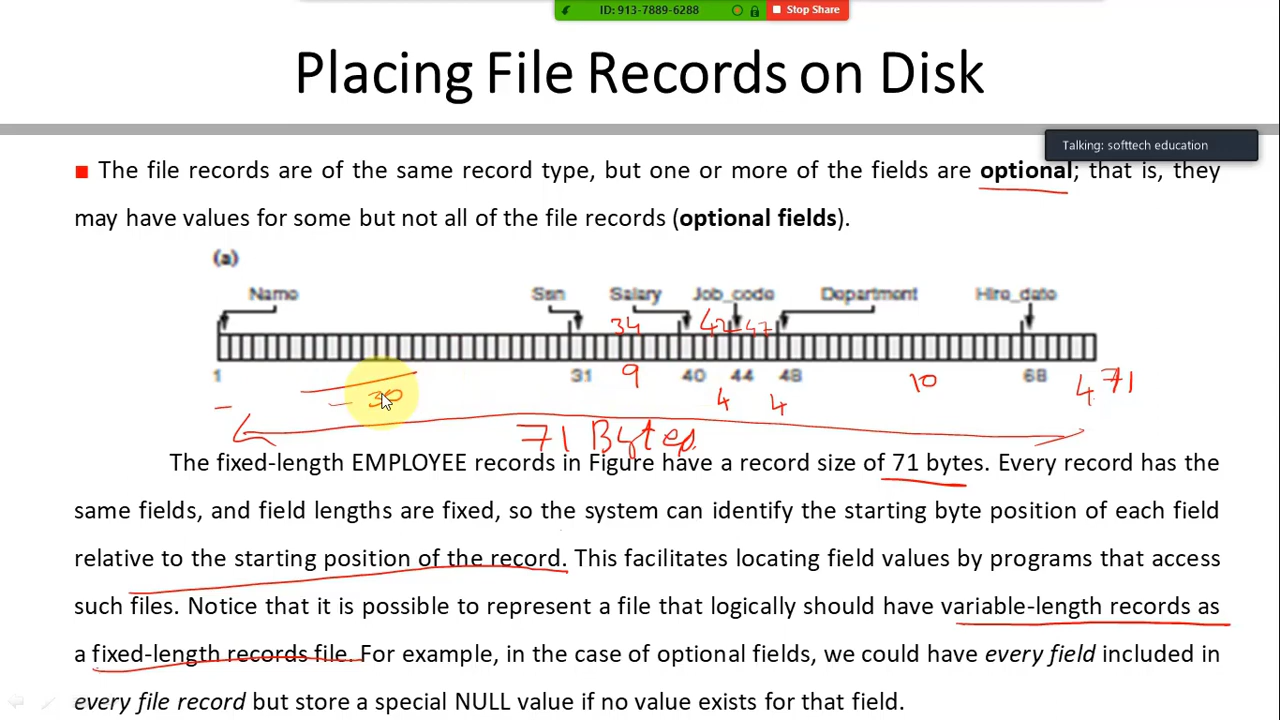 ID: 913-7889-6288 Stop Share
Placing File Records on Disk
Talking: softtech education
The file records are of the same record type, but one or more of the fields are optional; that is, they
may have values for some but not all of the file records (optional fields).
(a)
Name Ssn Salary Job_code Department Hire_date
34 42 47
1 31 9 40 44 48 10 68 4 71
30 4 4
71 Bytes
The fixed-length EMPLOYEE records in Figure have a record size of 71 bytes. Every record has the
same fields, and field lengths are fixed, so the system can identify the starting byte position of each field
relative to the starting position of the record. This facilitates locating field values by programs that access
such files. Notice that it is possible to represent a file that logically should have variable-length records as
a fixed-length records file. For example, in the case of optional fields, we could have every field included in
every file record but store a special NULL value if no value exists for that field.